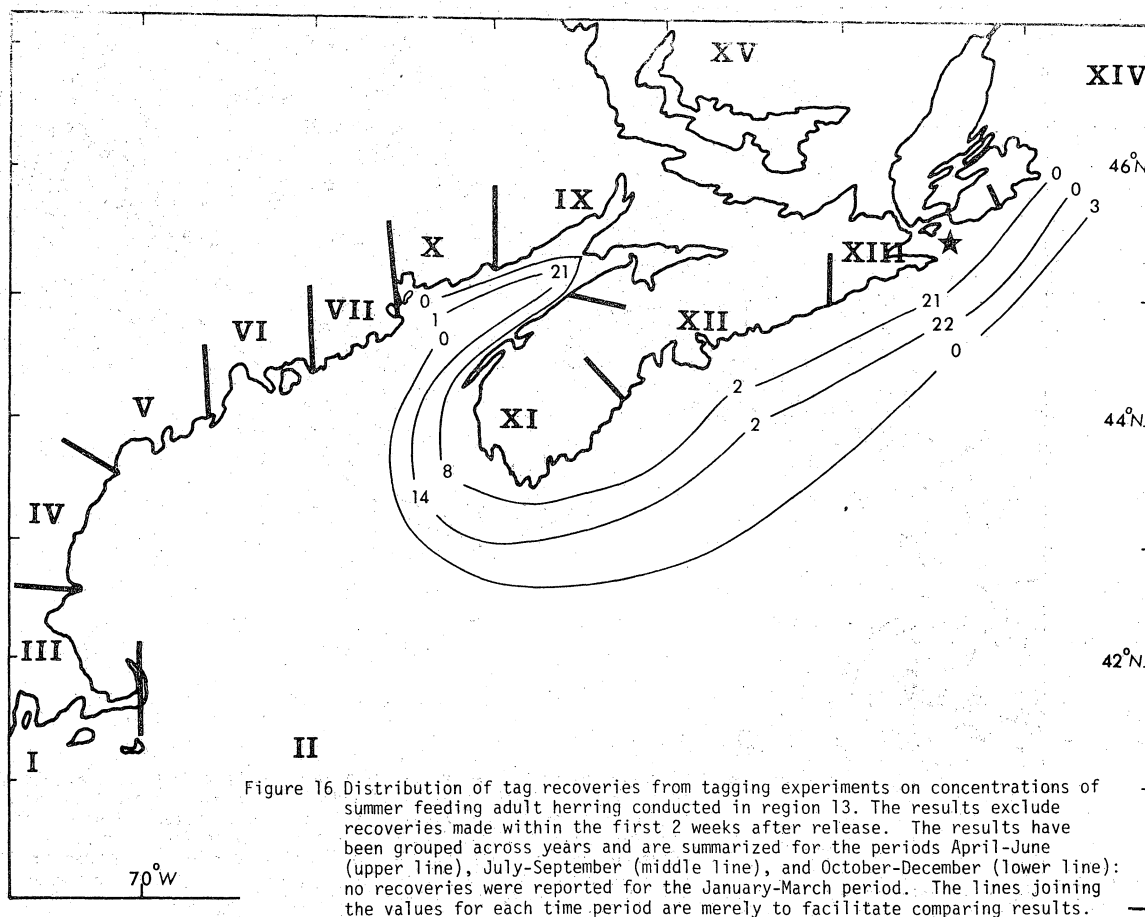 XV
XIV
46°N
IX
0
0
3
X
XIII
21
0
1
0
VII
21
22
0
VI
XII
2
2
44°N.
V
XI
8
14
IV
42°N.
III
II
I
70°W
Figure 16 Distribution of tag recoveries from tagging experiments on concentrations of
summer feeding adult herring conducted in region 13. The results exclude
recoveries made within the first 2 weeks after release. The results have
been grouped across years and are summarized for the periods April-June
(upper line), July-September (middle line), and October-December (lower line):
no recoveries were reported for the January-March period. The lines joining
the values for each time period are merely to facilitate comparing results.